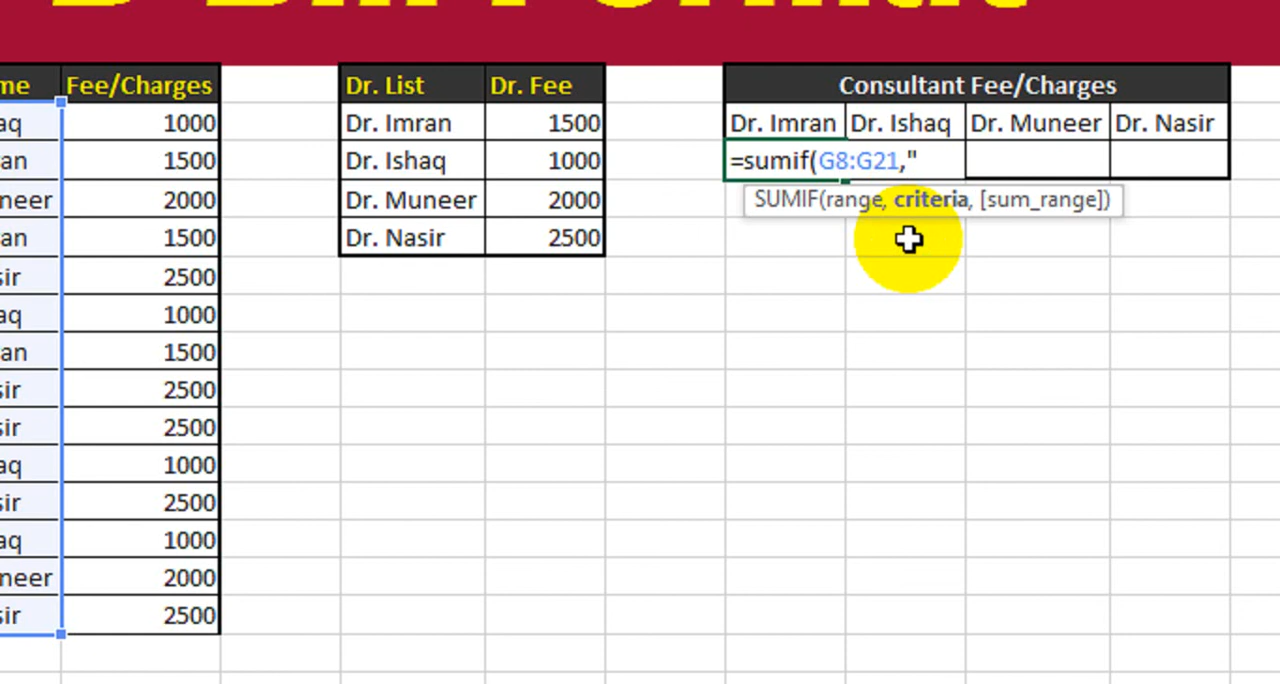 me Fee/Charges Dr. List Dr. Fee Consultant Fee/Charges
aq 1000 Dr. Imran 1500 Dr. Imran Dr. Ishaq Dr. Muneer Dr. Nasir
an 1500 Dr. Ishaq 1000 =sumif(G8:G21,"
neer 2000 Dr. Muneer 2000 SUMIF(range, criteria, [sum_range])
an 1500 Dr. Nasir 2500
sir 2500
aq 1000
an 1500
sir 2500
sir 2500
aq 1000
sir 2500
aq 1000
neer 2000
sir 2500